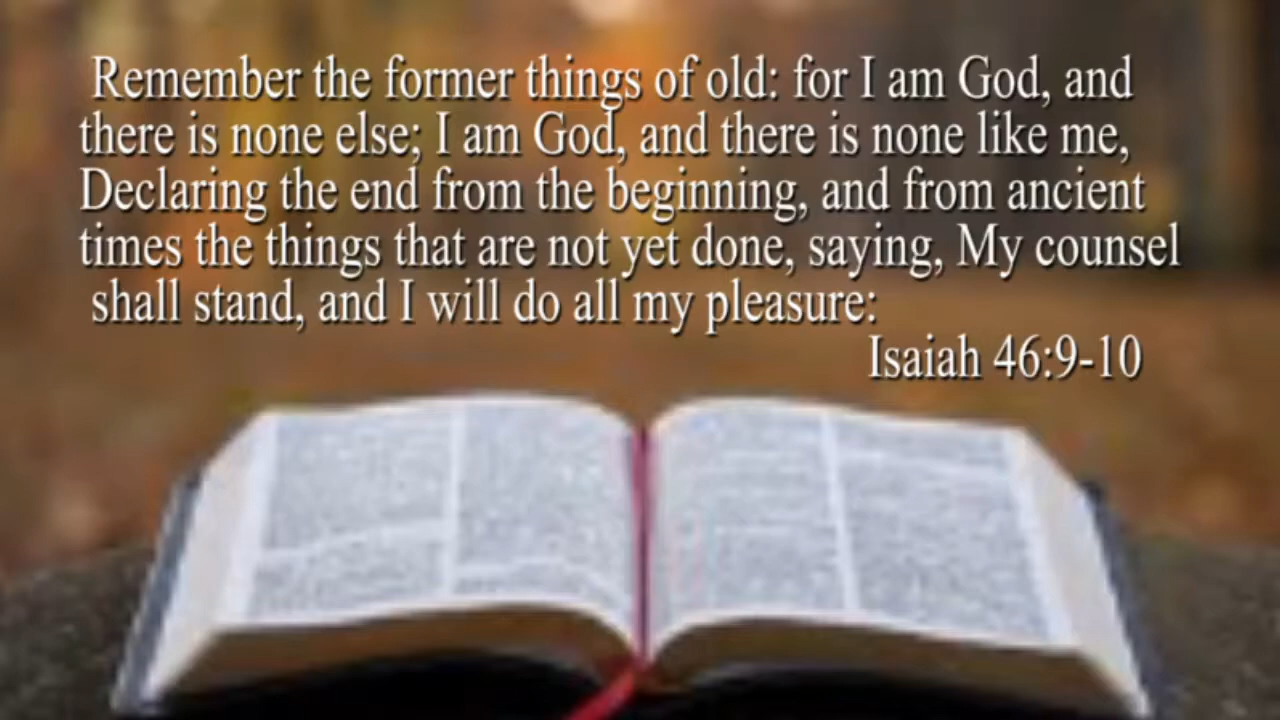 Remember the former things of old: for I am God, and
there is none else; I am God, and there is none like me,
Declaring the end from the beginning, and from ancient
times the things that are not yet done, saying, My counsel
shall stand, and I will do all my pleasure:
Isaiah 46:9-10